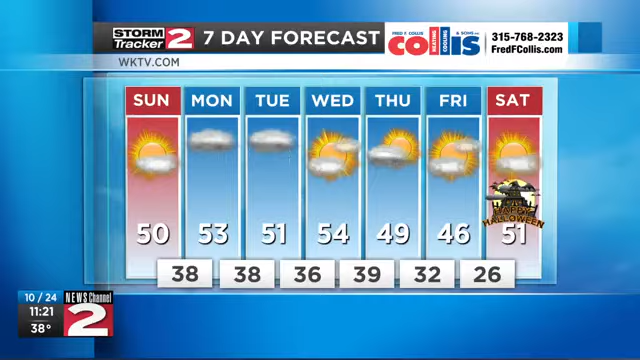 STORM
Tracker 2
7 DAY FORECAST
FRED F. COLLIS & SONS
collis
HEATING
COOLING
315-768-2323
FredFCollis.com
WKTV.COM
SUN MON TUE WED THU FRI SAT
HAPPY
HALLOWEEN
50 53 51 54 49 46 51
38 38 36 39 32 26
10 / 24
11:21
38°
NEWS Channel
2